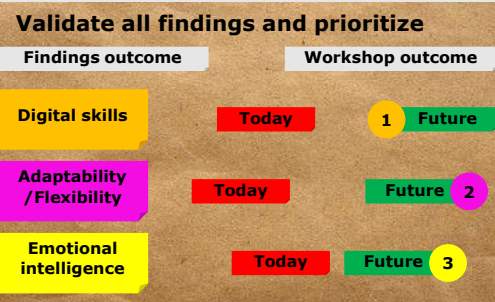 Validate all findings and prioritize
Findings outcome Workshop outcome
Digital skills Today 1 Future
Adaptability
/Flexibility
Today Future 2
Emotional
intelligence
Today Future 3